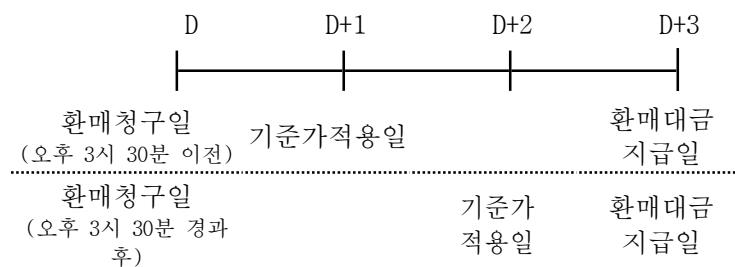 D D+1 D+2 D+3
환매청구일
(오후 3시 30분 이전)
기준가적용일
환매대금
지급일
환매청구일
(오후 3시 30분 경과
후)
기준가
적용일
환매대금
지급일